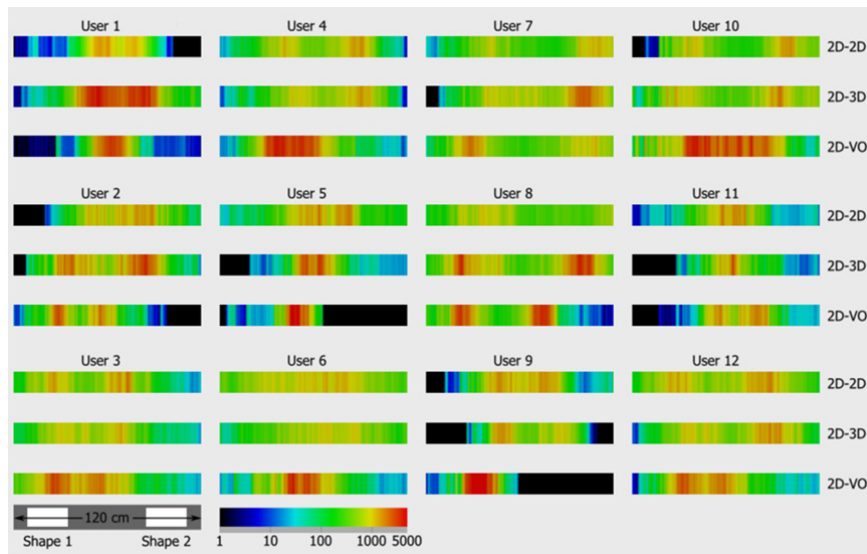 User 1 User 4 User 7 User 10
2D-2D
2D-3D
2D-VO
User 2 User 5 User 8 User 11
2D-2D
2D-3D
2D-VO
User 3 User 6 User 9 User 12
2D-2D
2D-3D
2D-VO
120 cm
Shape 1 Shape 2 1 10 100 1000 5000